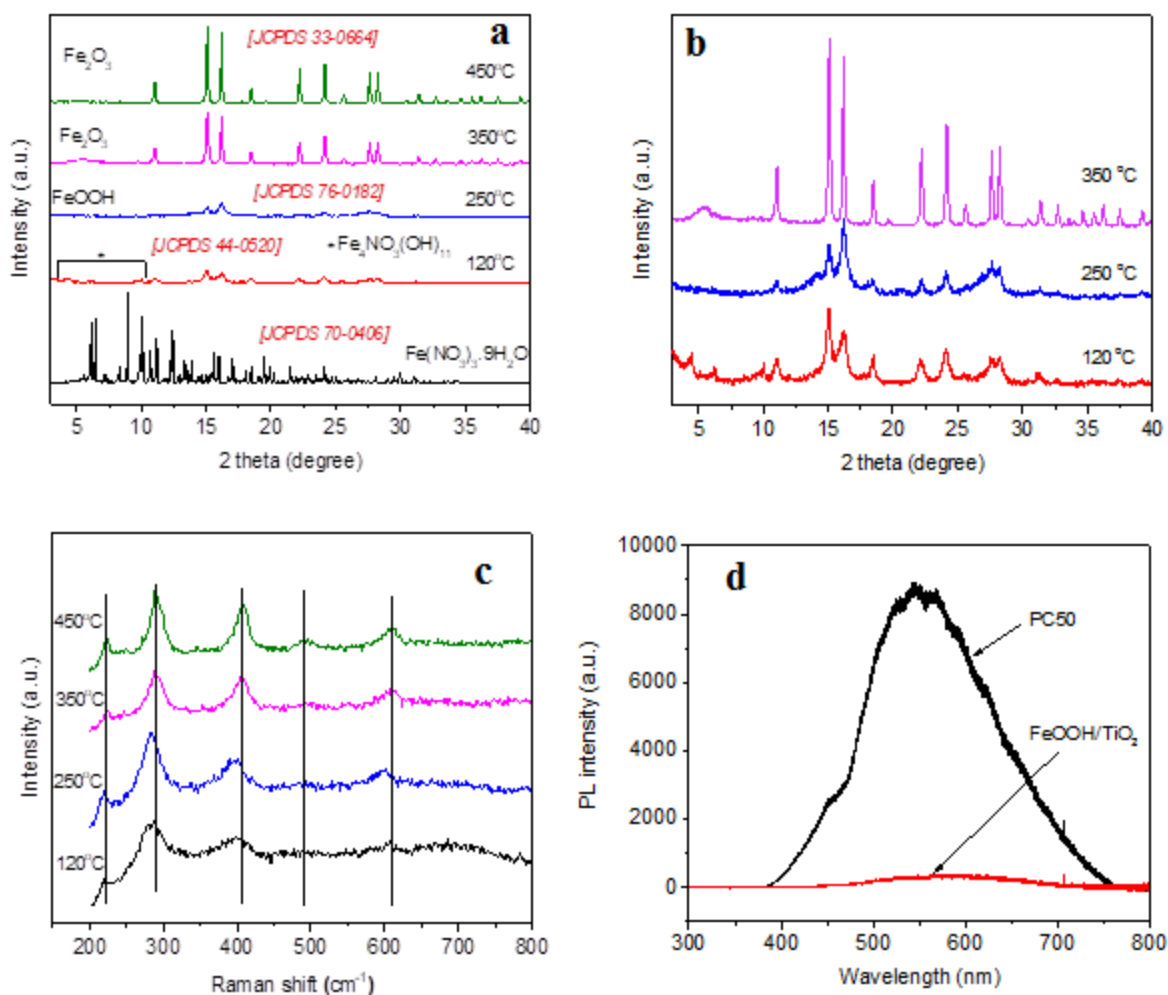 a
[JCPDS 33-0664]
Fe₂O₃
450°C
Fe₂O₃
350°C
FeOOH
[JCPDS 76-0182]
250°C
[JCPDS 44-0520]
*Fe₄NO₃(OH)₁₁
*
120°C
[JCPDS 70-0406]
Fe(NO₃)₃.9H₂O
5 10 15 20 25 30 35 40
2 theta (degree)
Intensity (a.u.)
b
350 °C
250 °C
120 °C
5 10 15 20 25 30 35 40
2 theta (degree)
Intensity (a.u.)
c
450°C
350°C
250°C
120°C
200 300 400 500 600 700 800
Raman shift (cm⁻¹)
Intensity (a.u.)
d
10000
8000
6000
4000
2000
0
PC50
FeOOH/TiO₂
300 400 500 600 700 800
Wavelength (nm)
PL intensity (a.u.)